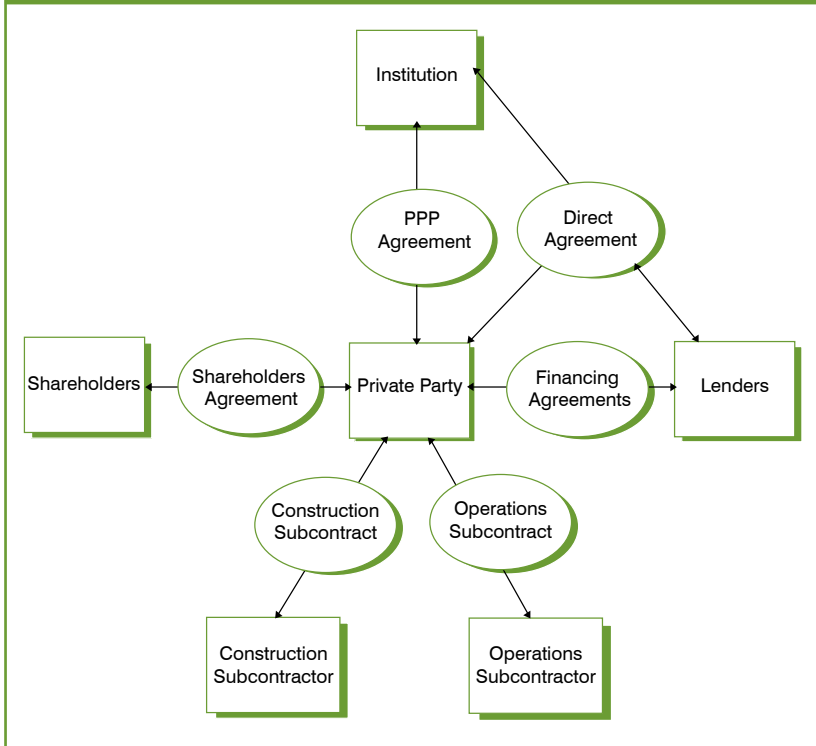 Institution
PPP
Agreement
Direct
Agreement
Shareholders
Shareholders
Agreement
Private Party
Financing
Agreements
Lenders
Construction
Subcontract
Operations
Subcontract
Construction
Subcontractor
Operations
Subcontractor